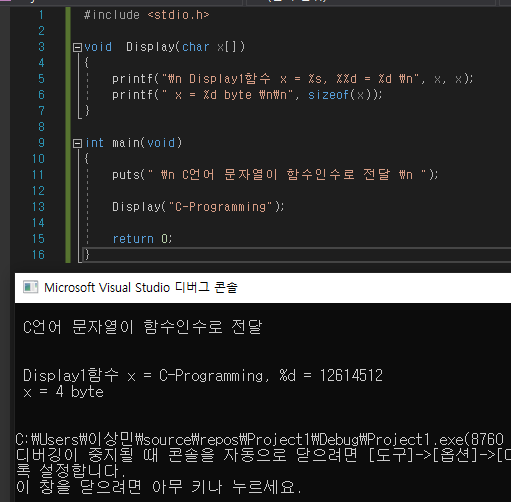 1 #include <stdio.h>
2
3 void Display(char x[])
4 {
5 printf("₩n Display1함수 x = %s, %%d = %d ₩n", x, x);
6 printf(" x = %d byte ₩n₩n", sizeof(x));
7 }
8
9 int main(void)
10 {
11 puts(" ₩n C언어 문자열이 함수인수로 전달 ₩n ");
12
13 Display("C-Programming");
14
15 return 0;
16 }
Microsoft Visual Studio 디버그 콘솔
C언어 문자열이 함수인수로 전달
Display1함수 x = C-Programming, %d = 12614512
x = 4 byte
C:₩Users₩이상민₩source₩repos₩Project1₩Debug₩Project1.exe(8760
디버깅이 중지될 때 콘솔을 자동으로 닫으려면 [도구]->[옵션]->[디
록 설정합니다.
이 창을 닫으려면 아무 키나 누르세요.